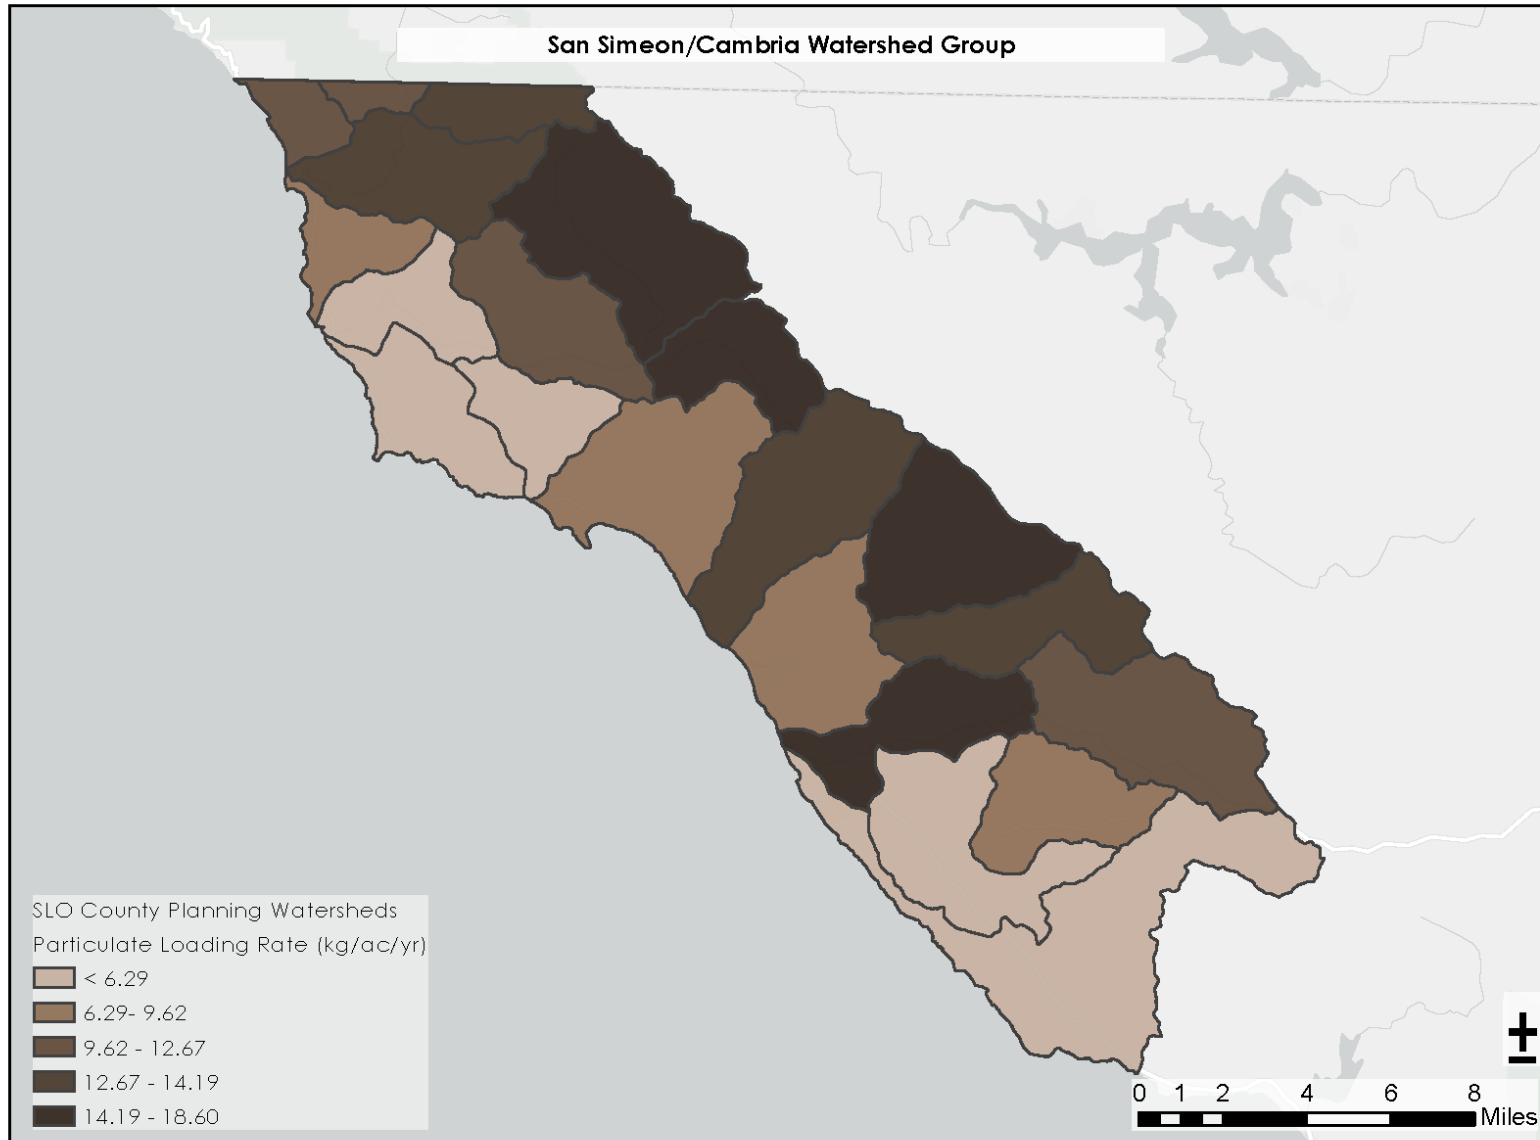 San Simeon/Cambria Watershed Group
SLO County Planning Watersheds
Particulate Loading Rate (kg/ac/yr)
< 6.29
6.29- 9.62
9.62 - 12.67
12.67 - 14.19
14.19 - 18.60
0 1 2 4 6 8
Miles